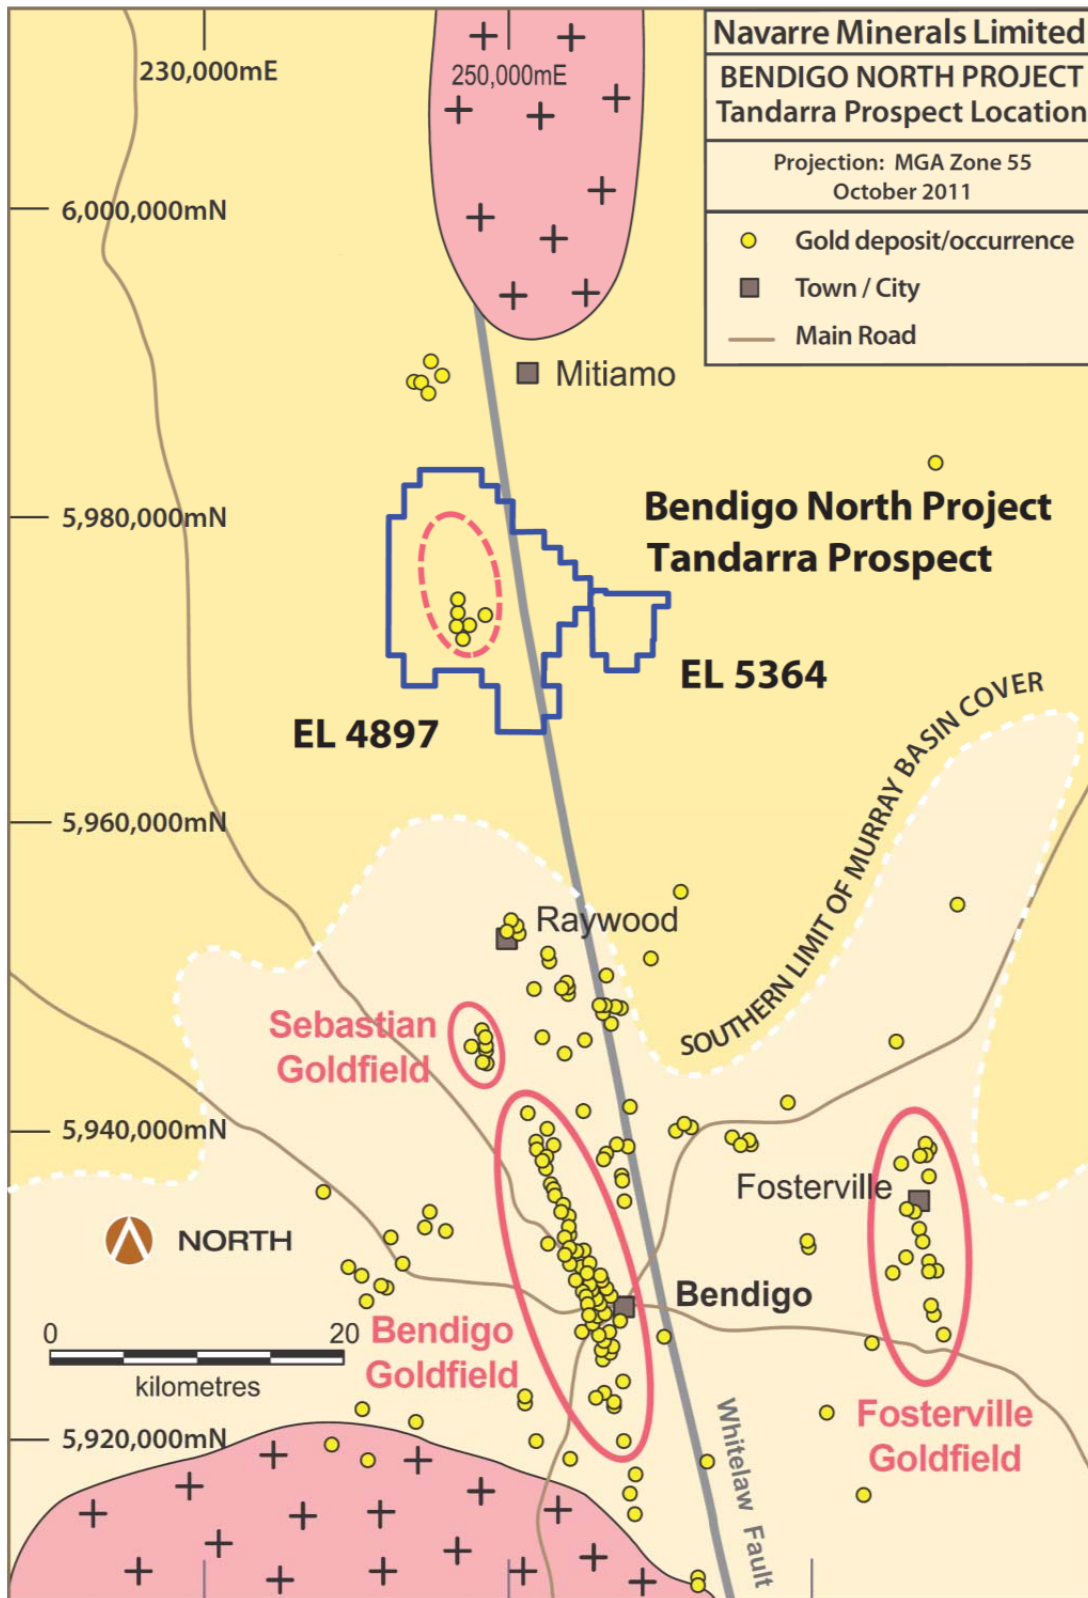 Navarre Minerals Limited
BENDIGO NORTH PROJECT
Tandarra Prospect Location
Projection: MGA Zone 55
October 2011
Gold deposit/occurrence
Town / City
Main Road
230,000mE
250,000mE
6,000,000mN
Mitiamo
5,980,000mN
Bendigo North Project
Tandarra Prospect
EL 5364
EL 4897
SOUTHERN LIMIT OF MURRAY BASIN COVER
5,960,000mN
Raywood
Sebastian
Goldfield
5,940,000mN
Fosterville
NORTH
Bendigo
0 20
kilometres
Bendigo
Goldfield
Fosterville
Goldfield
5,920,000mN
Whitelaw Fault